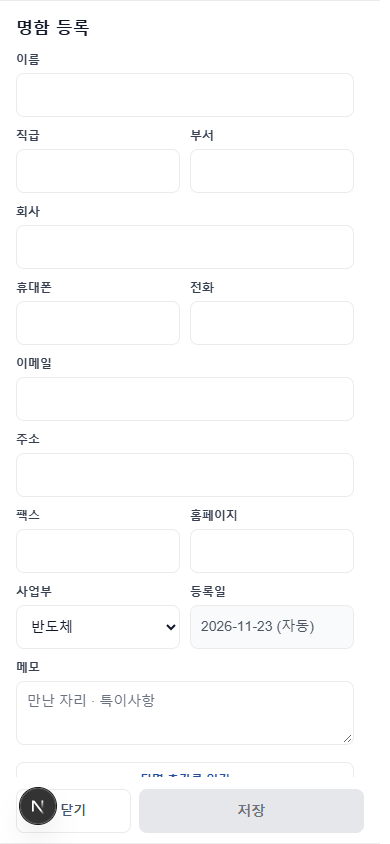 명함 등록
이름
직급 부서
회사
휴대폰 전화
이메일
주소
팩스 홈페이지
사업부 등록일
반도체 2026-11-23 (자동)
메모
만난 자리 · 특이사항
N 닫기 저장